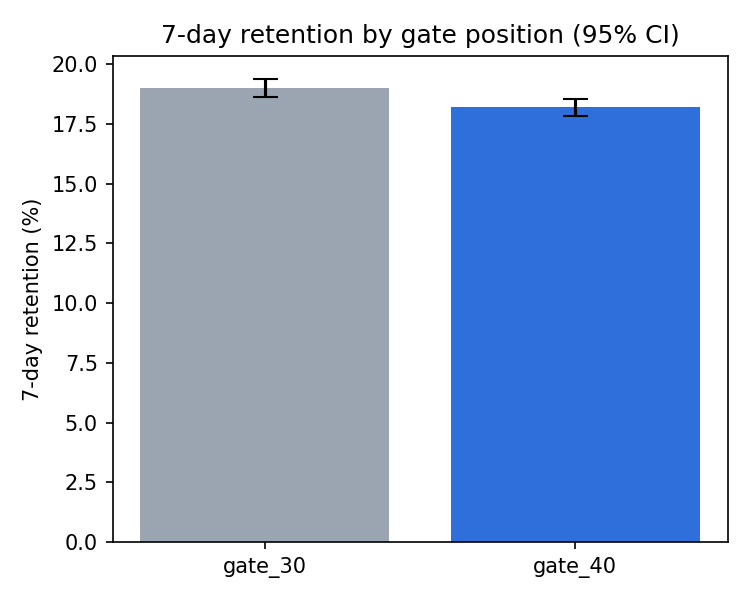 7-day retention by gate position (95% CI)
7-day retention (%)
20.0
17.5
15.0
12.5
10.0
7.5
5.0
2.5
0.0
gate_30
gate_40